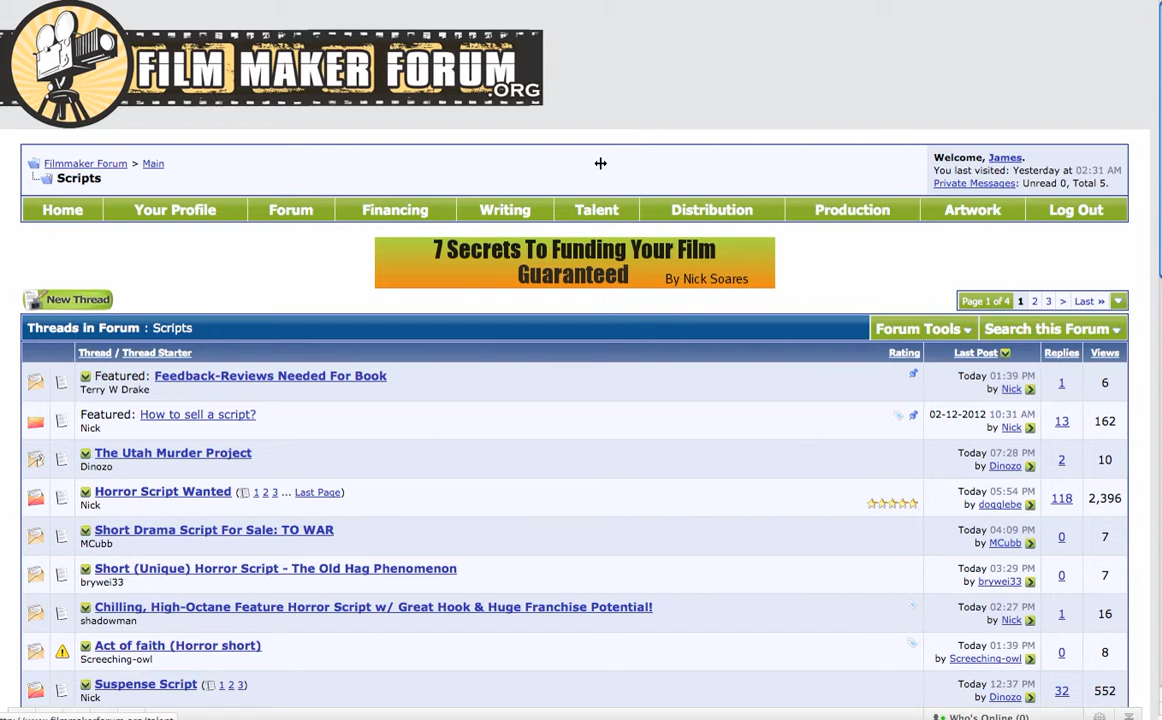 FILM MAKER FORUM
.ORG
Filmmaker Forum > Main
Scripts
Welcome, James.
You last visited: Yesterday at 02:31 AM
Private Messages: Unread 0, Total 5.
Home Your Profile Forum Financing Writing Talent Distribution Production Artwork Log Out
7 Secrets To Funding Your Film
Guaranteed By Nick Soares
New Thread
Page 1 of 4 1 2 3 > Last »
Threads in Forum : Scripts Forum Tools Search this Forum
Thread / Thread Starter Rating Last Post Replies Views
Featured: Feedback-Reviews Needed For Book Today 01:39 PM 1 6
Terry W Drake by Nick
Featured: How to sell a script? 02-12-2012 10:31 AM 13 162
Nick by Nick
The Utah Murder Project Today 07:28 PM 2 10
Dinozo by Dinozo
Horror Script Wanted ( 1 2 3 ... Last Page) Today 05:54 PM 118 2,396
Nick by dogglebe
Short Drama Script For Sale: TO WAR Today 04:09 PM 0 7
MCubb by MCubb
Short (Unique) Horror Script - The Old Hag Phenomenon Today 03:29 PM 0 7
brywei33 by brywei33
Chilling, High-Octane Feature Horror Script w/ Great Hook & Huge Franchise Potential! Today 02:27 PM 1 16
shadowman by Nick
Act of faith (Horror short) Today 01:39 PM 0 8
Screeching-owl by Screeching-owl
Suspense Script ( 1 2 3) Today 12:37 PM 32 552
Nick by Dinozo
Who's Online (0)